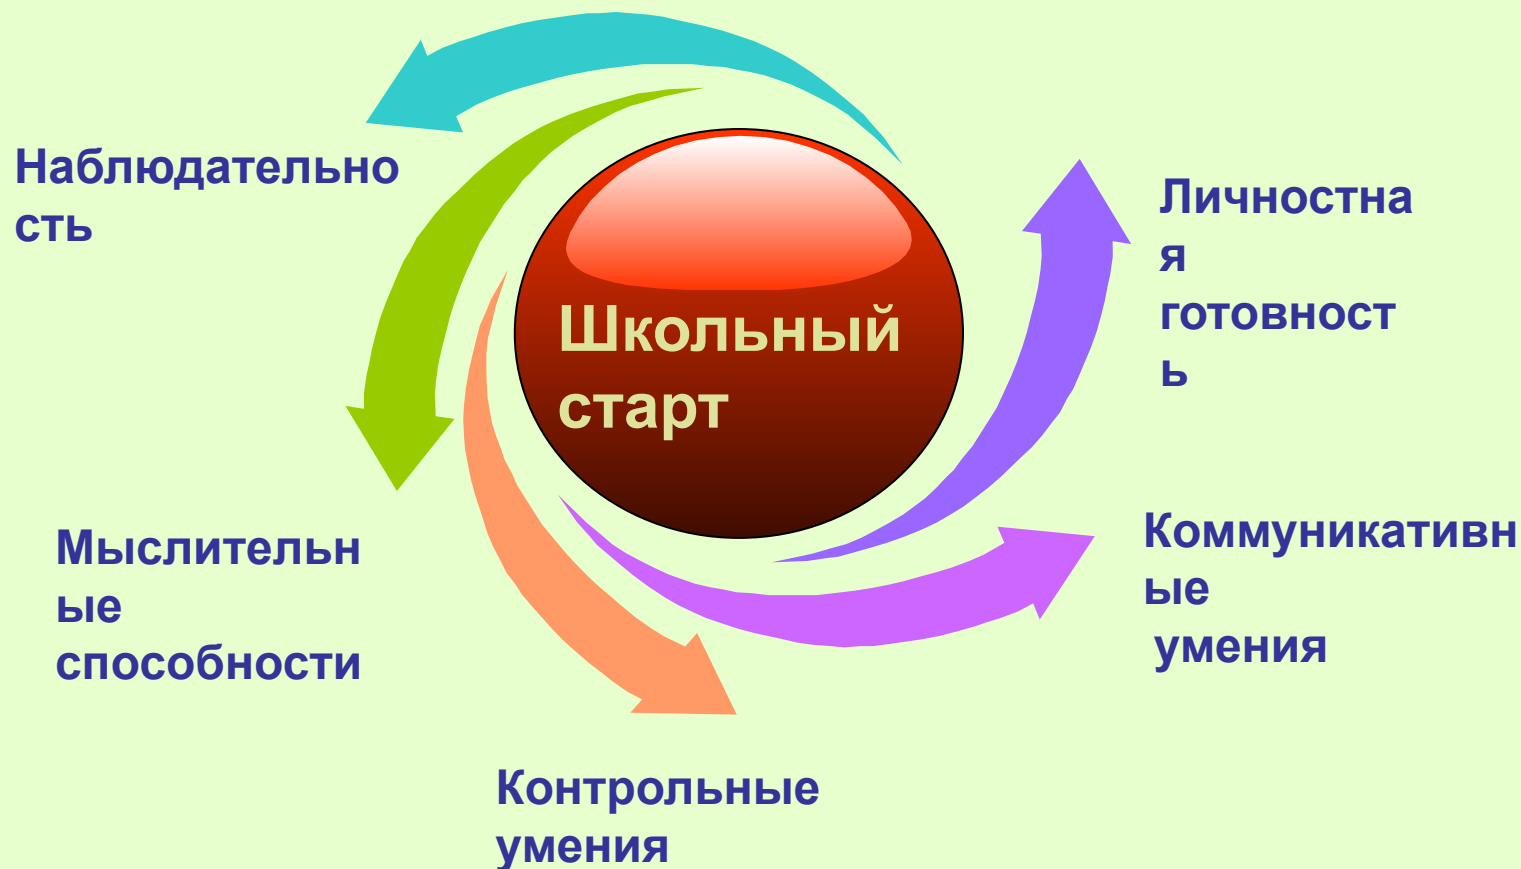 Наблюдательно
сть
Личностна
я
готовност
ь
Школьный
старт
Мыслительн
ые
способности
Коммуникативн
ые
умения
Контрольные
умения